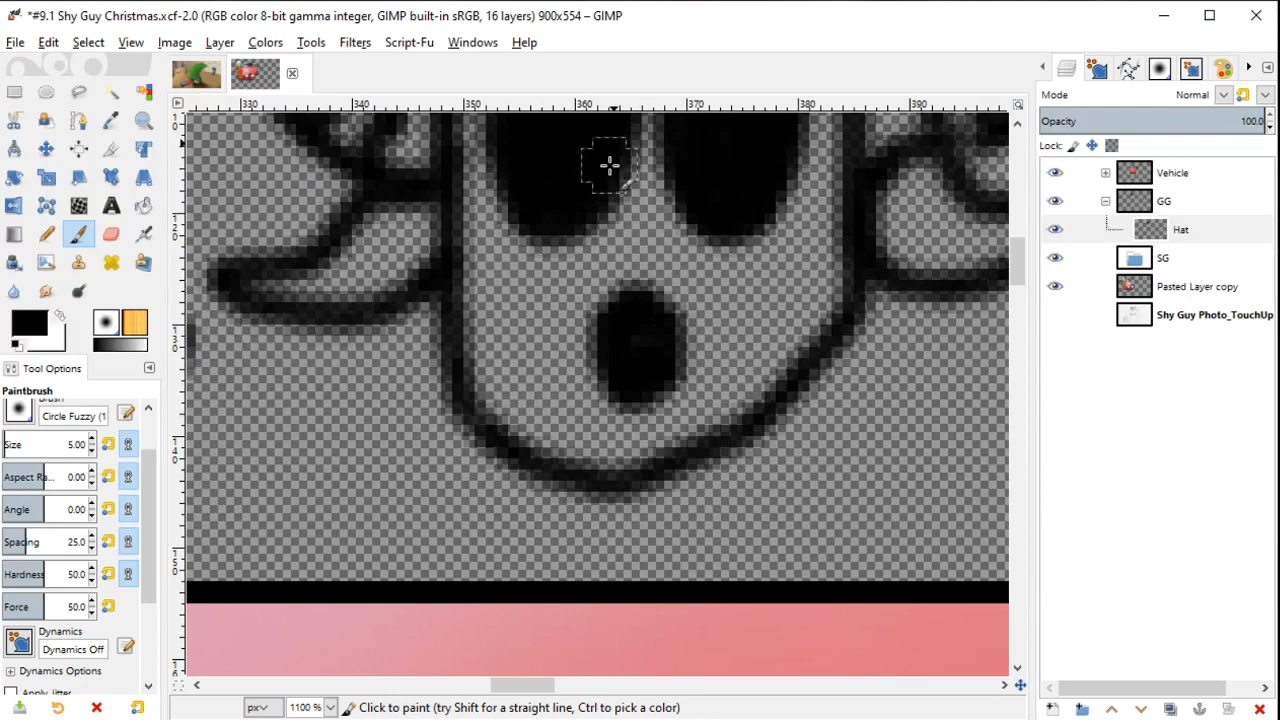 *#9.1 Shy Guy Christmas.xcf-2.0 (RGB color 8-bit gamma integer, GIMP built-in sRGB, 16 layers) 900x554 – GIMP
File Edit Select View Image Layer Colors Tools Filters Script-Fu Windows Help
330 340 350 360 370 380 390
Mode Normal
Opacity 100.0
Lock:
Vehicle
GG
Hat
SG
Pasted Layer copy
Shy Guy Photo_TouchUp
Tool Options
Paintbrush
Brush
Circle Fuzzy (1
Size 5.00
Aspect Ra... 0.00
Angle 0.00
Spacing 25.0
Hardness 50.0
Force 50.0
Dynamics
Dynamics Off
Dynamics Options
Apply Jitter
120
130
140
150
px 1100 % Click to paint (try Shift for a straight line, Ctrl to pick a color)